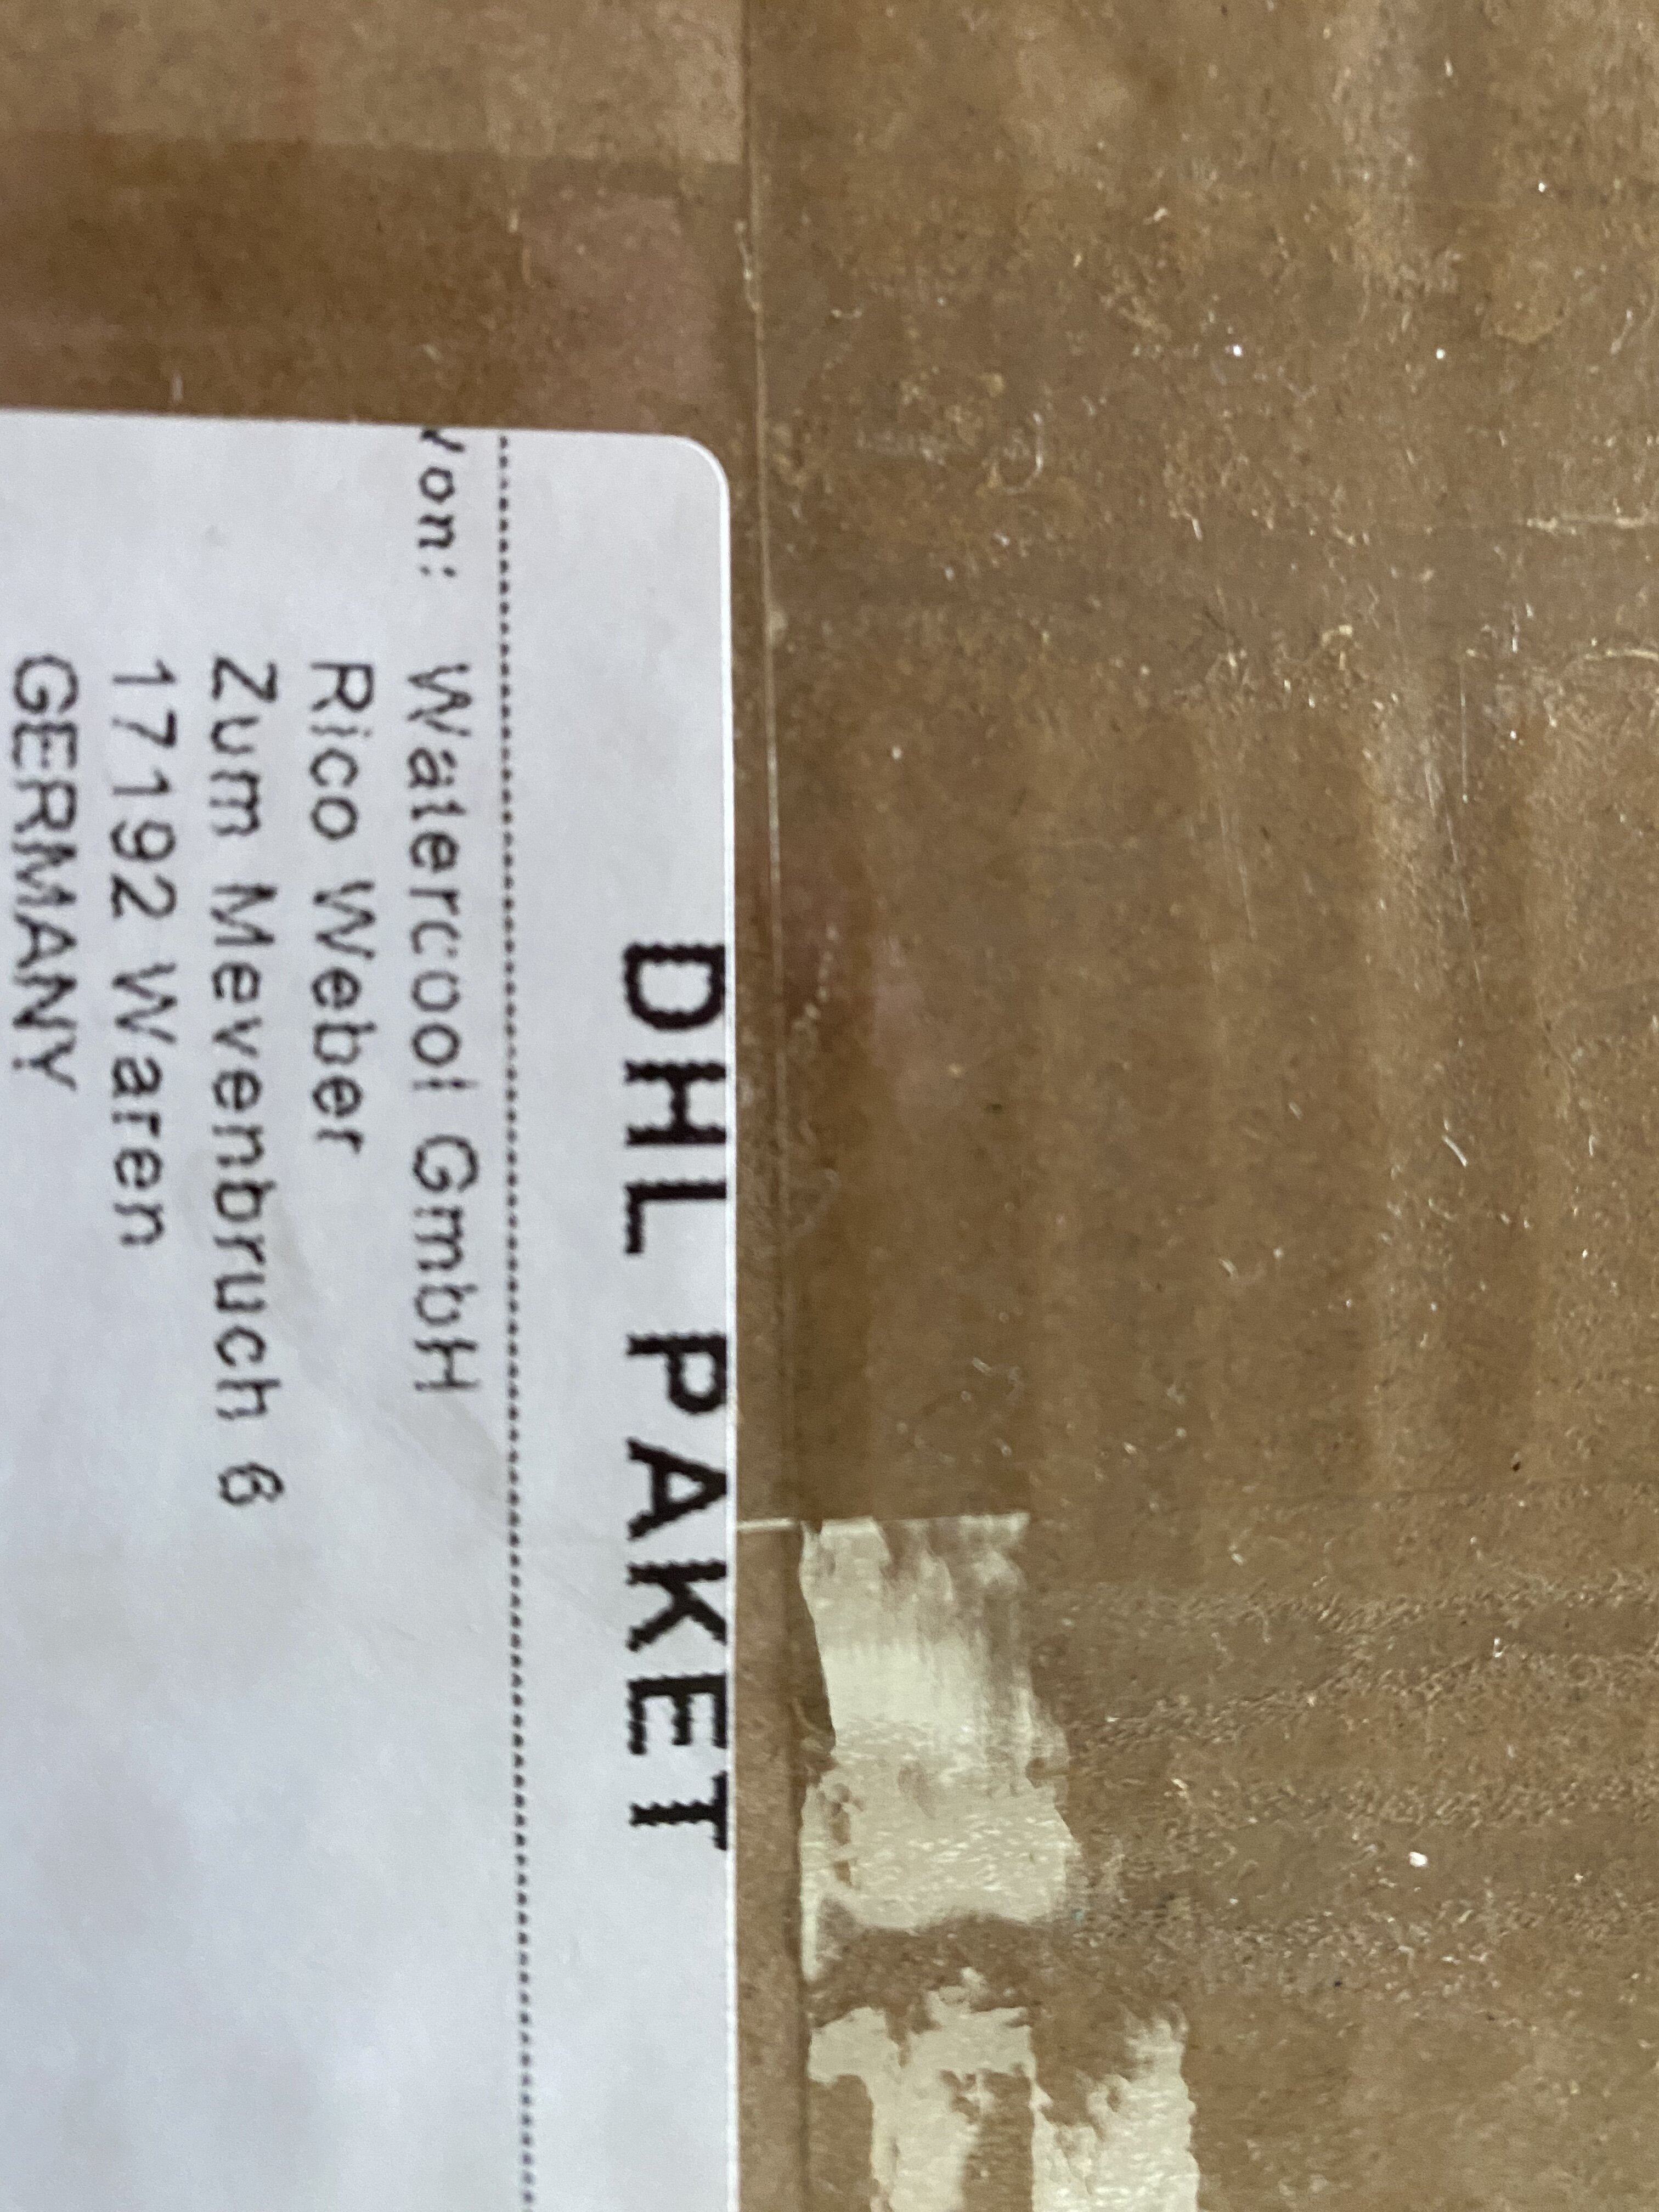 DHL PAKET
Von: Watercool GmbH
Rico Weber
Zum Mevenbruch 6
17192 Waren
GERMANY